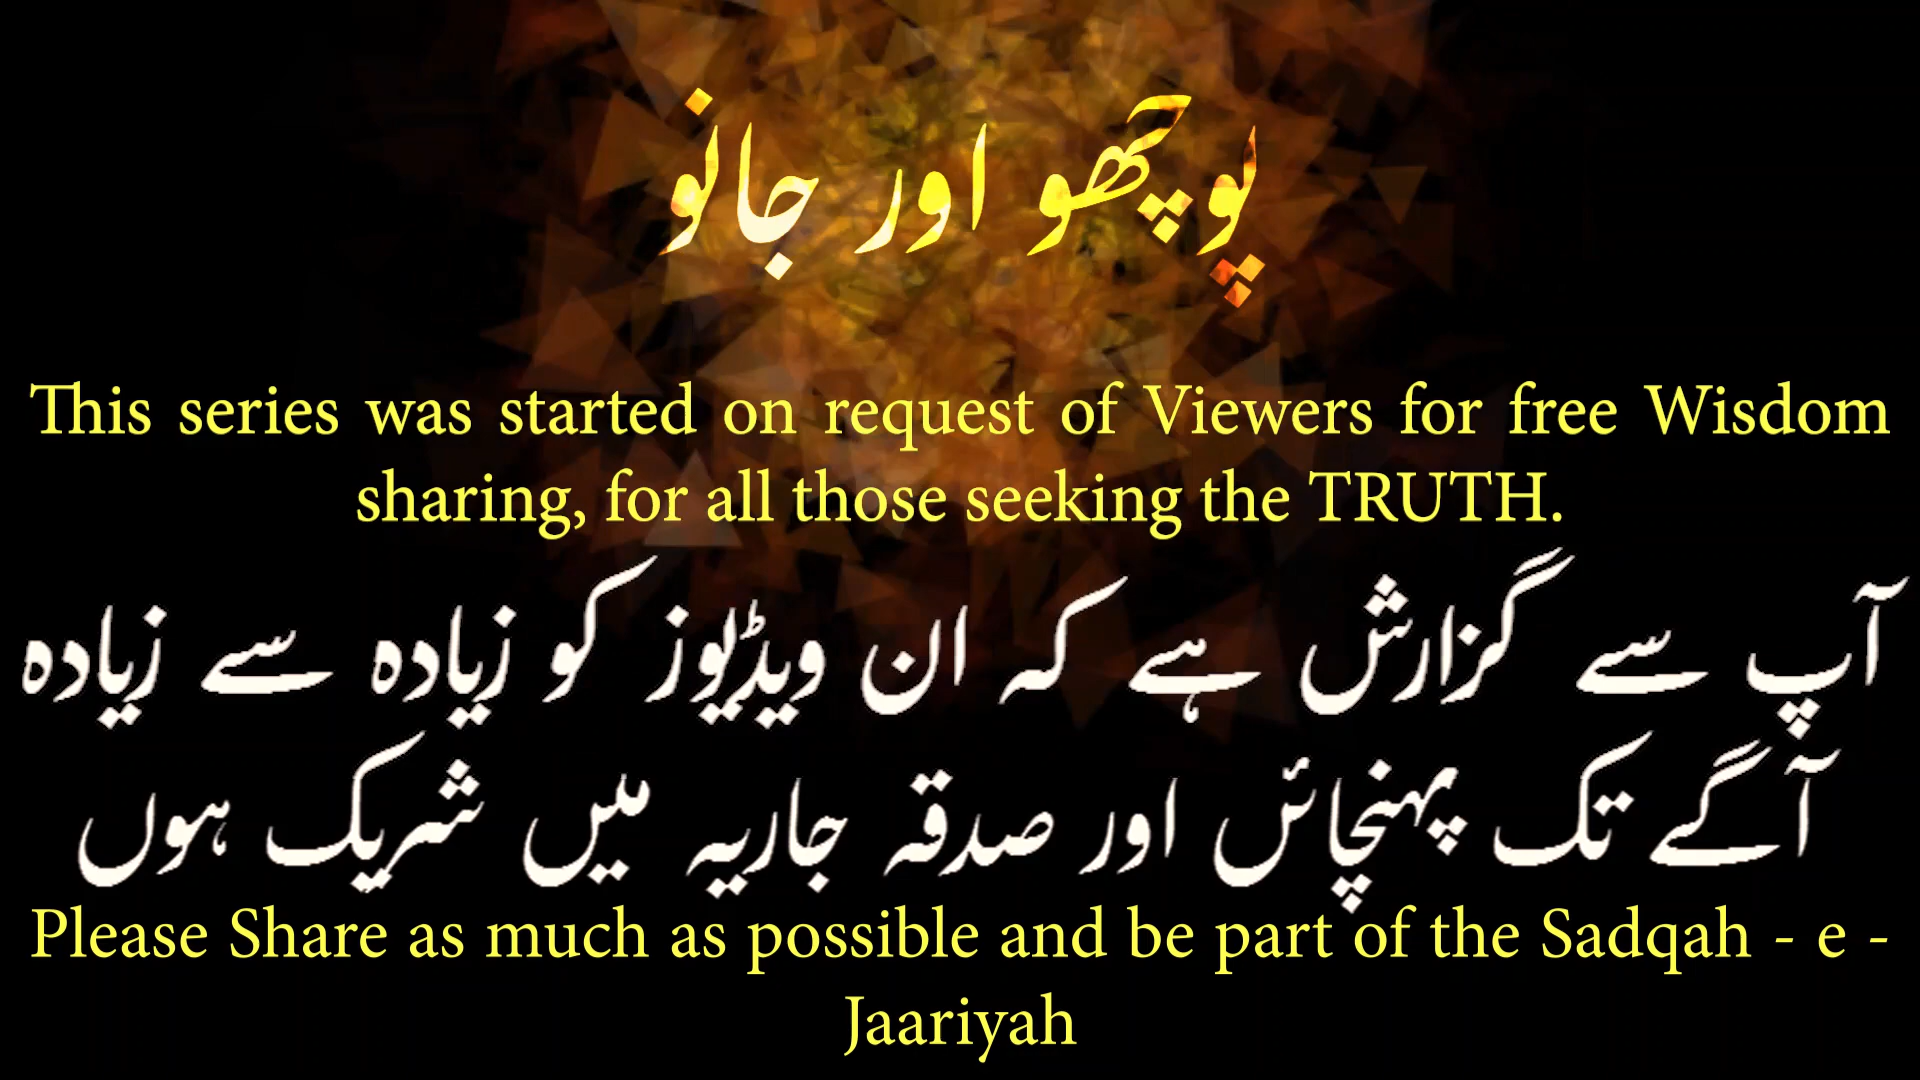 پوچھو اور جانو
This series was started on request of Viewers for free Wisdom
sharing, for all those seeking the TRUTH.
آپ سے گزارش ہے کہ ان ویڈیوز کو زیادہ سے زیادہ
آگے تک پہنچائں اور صدقہ جاریہ میں شریک ہوں
Please Share as much as possible and be part of the Sadqah - e -
Jaariyah